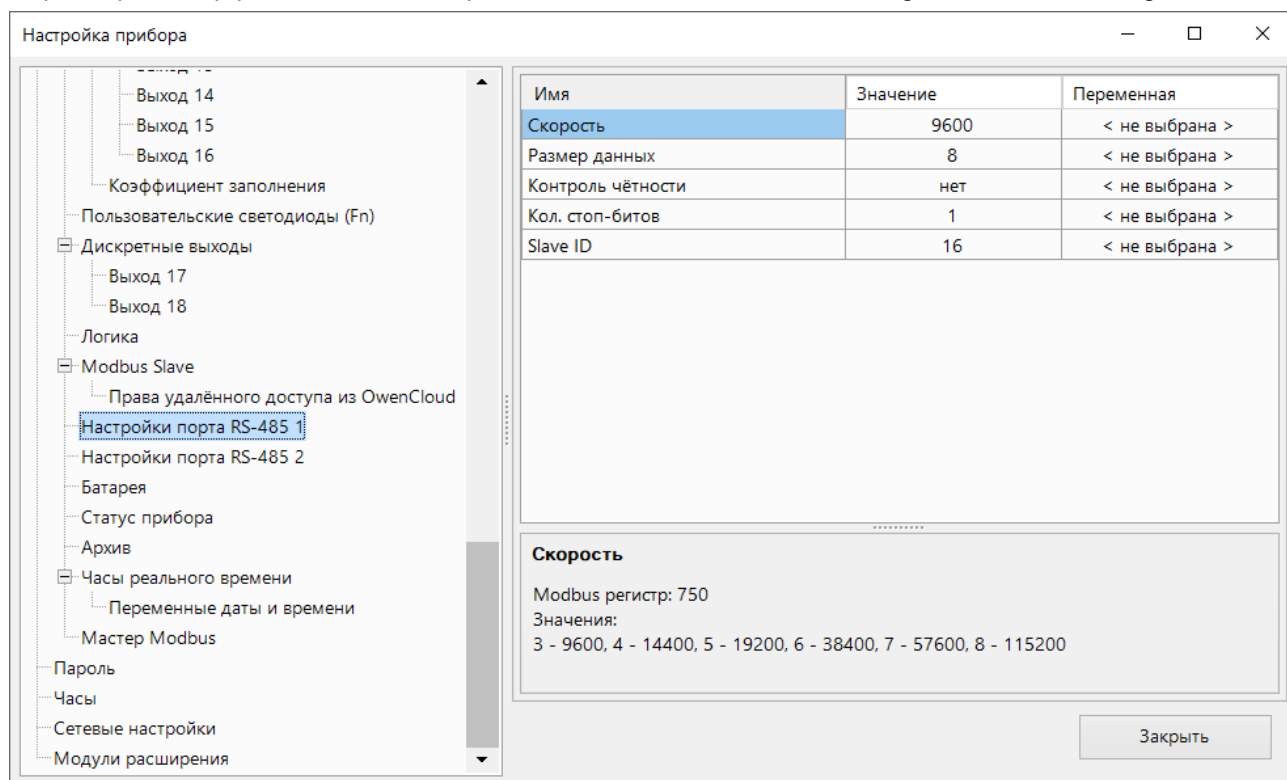 Настройка прибора
Выход 14
Выход 15
Выход 16
Коэффициент заполнения
Пользовательские светодиоды (Fn)
Дискретные выходы
Выход 17
Выход 18
Логика
Modbus Slave
Права удалённого доступа из OwenCloud
Настройки порта RS-485 1
Настройки порта RS-485 2
Батарея
Статус прибора
Архив
Часы реального времени
Переменные даты и времени
Мастер Modbus
Пароль
Часы
Сетевые настройки
Модули расширения
Имя Значение Переменная
Скорость 9600 < не выбрана >
Размер данных 8 < не выбрана >
Контроль чётности нет < не выбрана >
Кол. стоп-битов 1 < не выбрана >
Slave ID 16 < не выбрана >
Скорость
Modbus регистр: 750
Значения:
3 - 9600, 4 - 14400, 5 - 19200, 6 - 38400, 7 - 57600, 8 - 115200
Закрыть